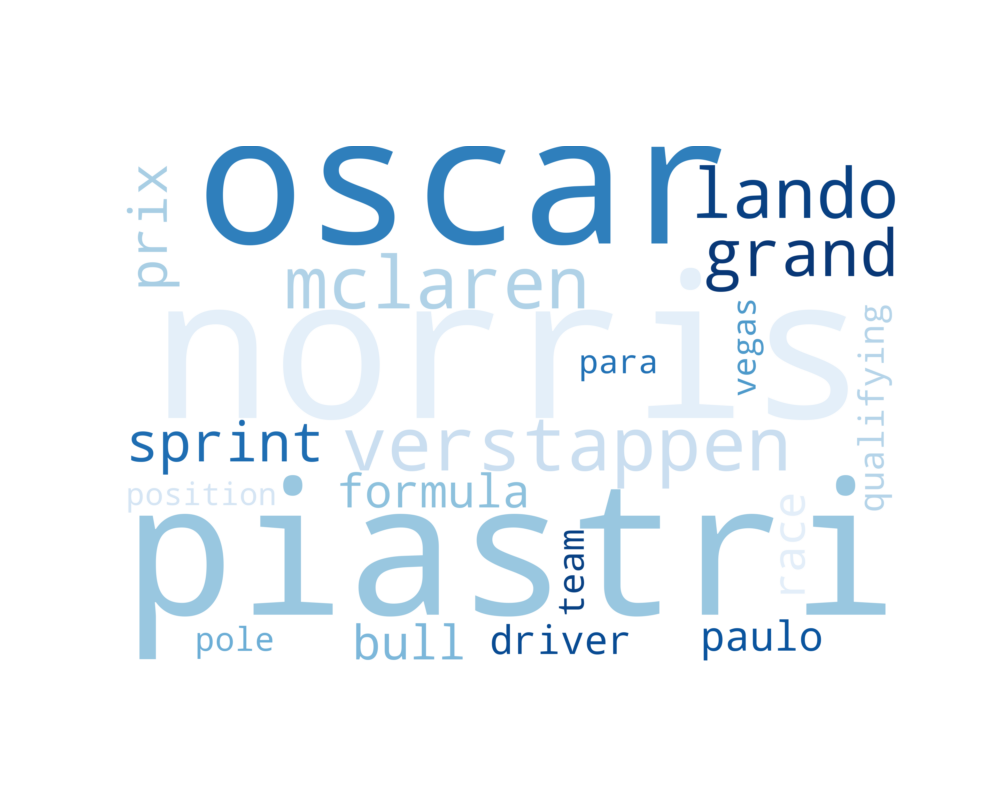 oscar
prix
lando
grand
mclaren
norris
vegas
para
qualifying
sprint
verstappen
position
formula
piastri
race
team
pole
bull
driver
paulo